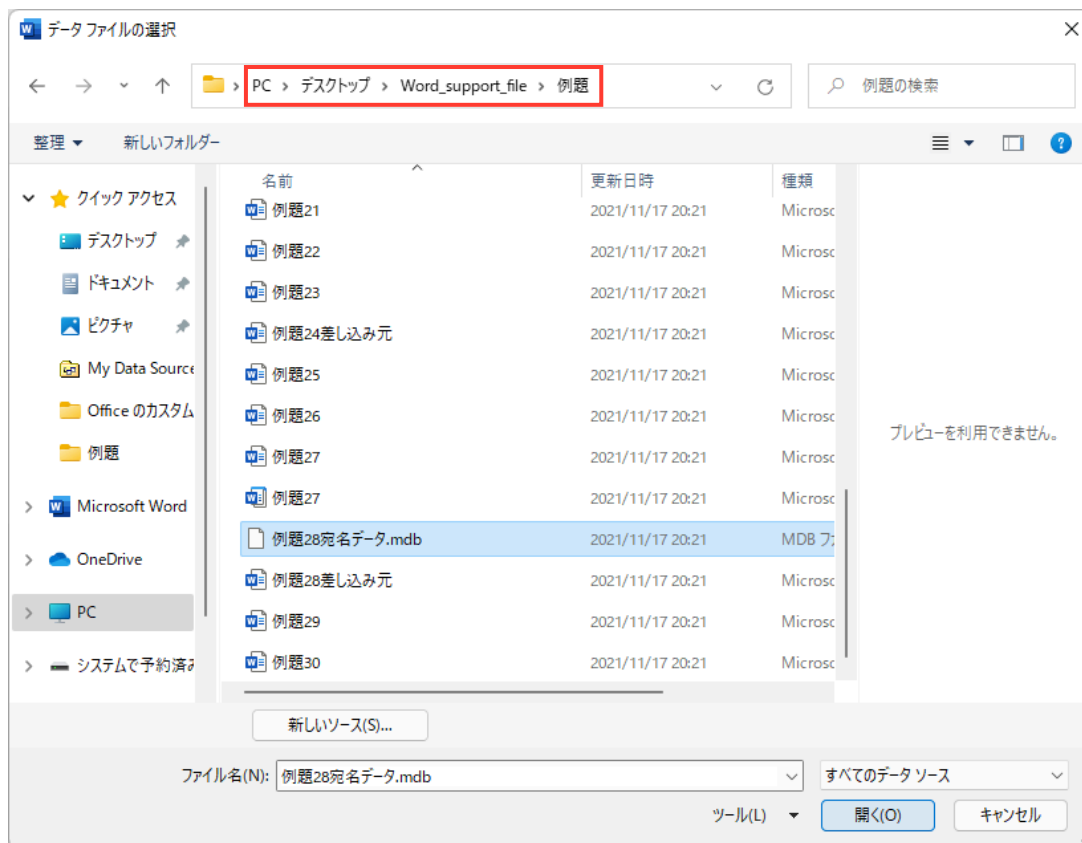 データ ファイルの選択
PC › デスクトップ › Word_support_file › 例題
例題の検索
整理
新しいフォルダー
名前
更新日時
種類
クイック アクセス
デスクトップ
ドキュメント
ピクチャ
My Data Source
Office のカスタム
例題
Microsoft Word
OneDrive
PC
システムで予約済み
例題21 2021/11/17 20:21 Microsc
例題22 2021/11/17 20:21 Microsc
例題23 2021/11/17 20:21 Microsc
例題24差し込み元 2021/11/17 20:21 Microsc
例題25 2021/11/17 20:21 Microsc
例題26 2021/11/17 20:21 Microsc
例題27 2021/11/17 20:21 Microsc
例題27 2021/11/17 20:21 Microsc
例題28宛名データ.mdb 2021/11/17 20:21 MDB フ
例題28差し込み元 2021/11/17 20:21 Microsc
例題29 2021/11/17 20:21 Microsc
例題30 2021/11/17 20:21 Microsc
プレビューを利用できません。
新しいソース(S)...
ファイル名(N): 例題28宛名データ.mdb
すべてのデータ ソース
ツール(L)
開く(O)
キャンセル